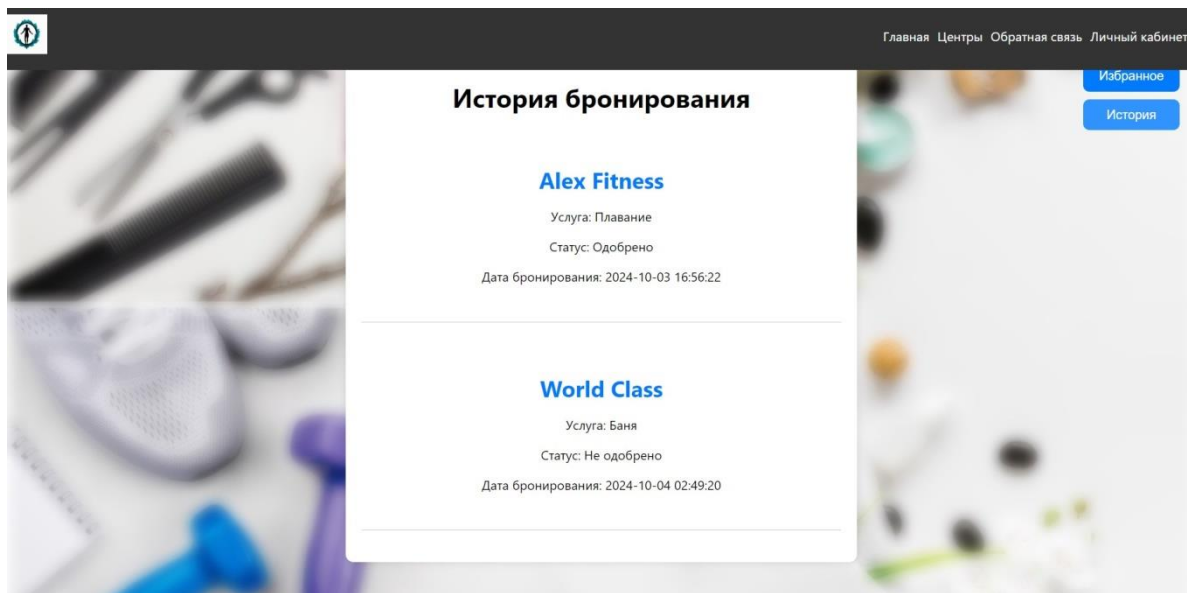 Главная Центры Обратная связь Личный кабинет
Избранное
История
История бронирования
Alex Fitness
Услуга: Плавание
Статус: Одобрено
Дата бронирования: 2024-10-03 16:56:22
World Class
Услуга: Баня
Статус: Не одобрено
Дата бронирования: 2024-10-04 02:49:20